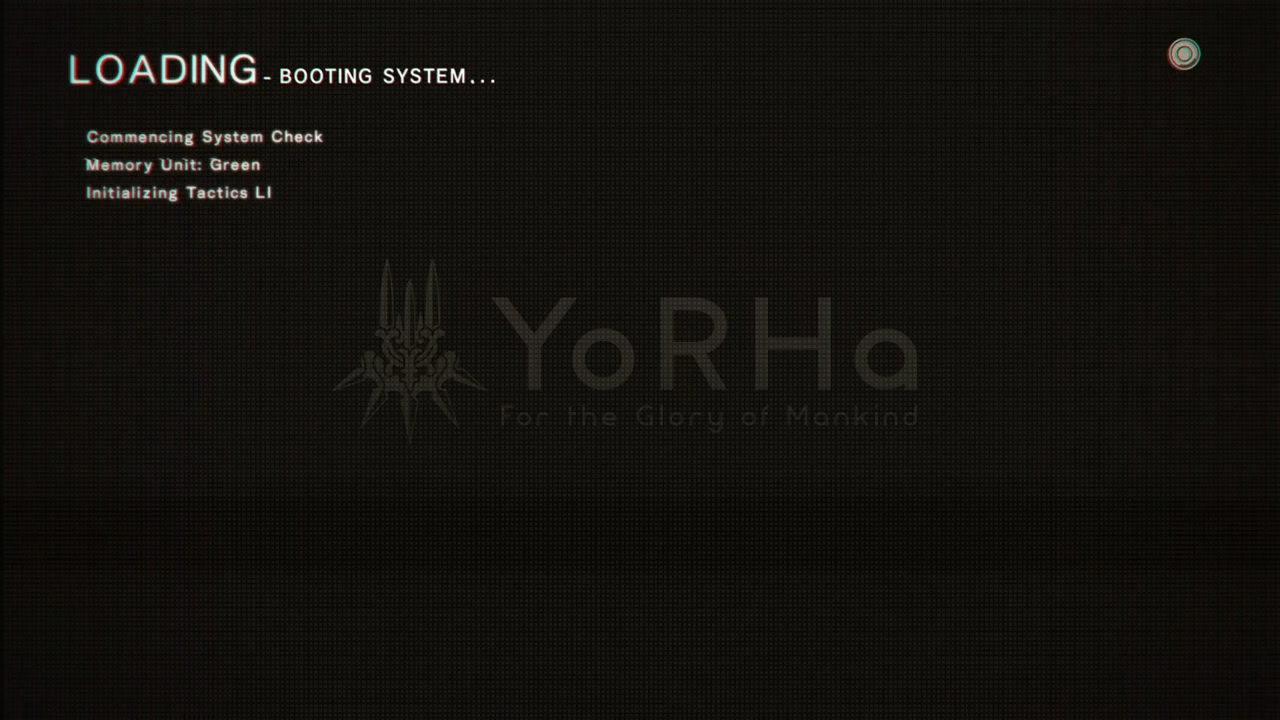 LOADING - BOOTING SYSTEM...
Commencing System Check
Memory Unit: Green
Initializing Tactics LI
YoRHa
For the Glory of Mankind